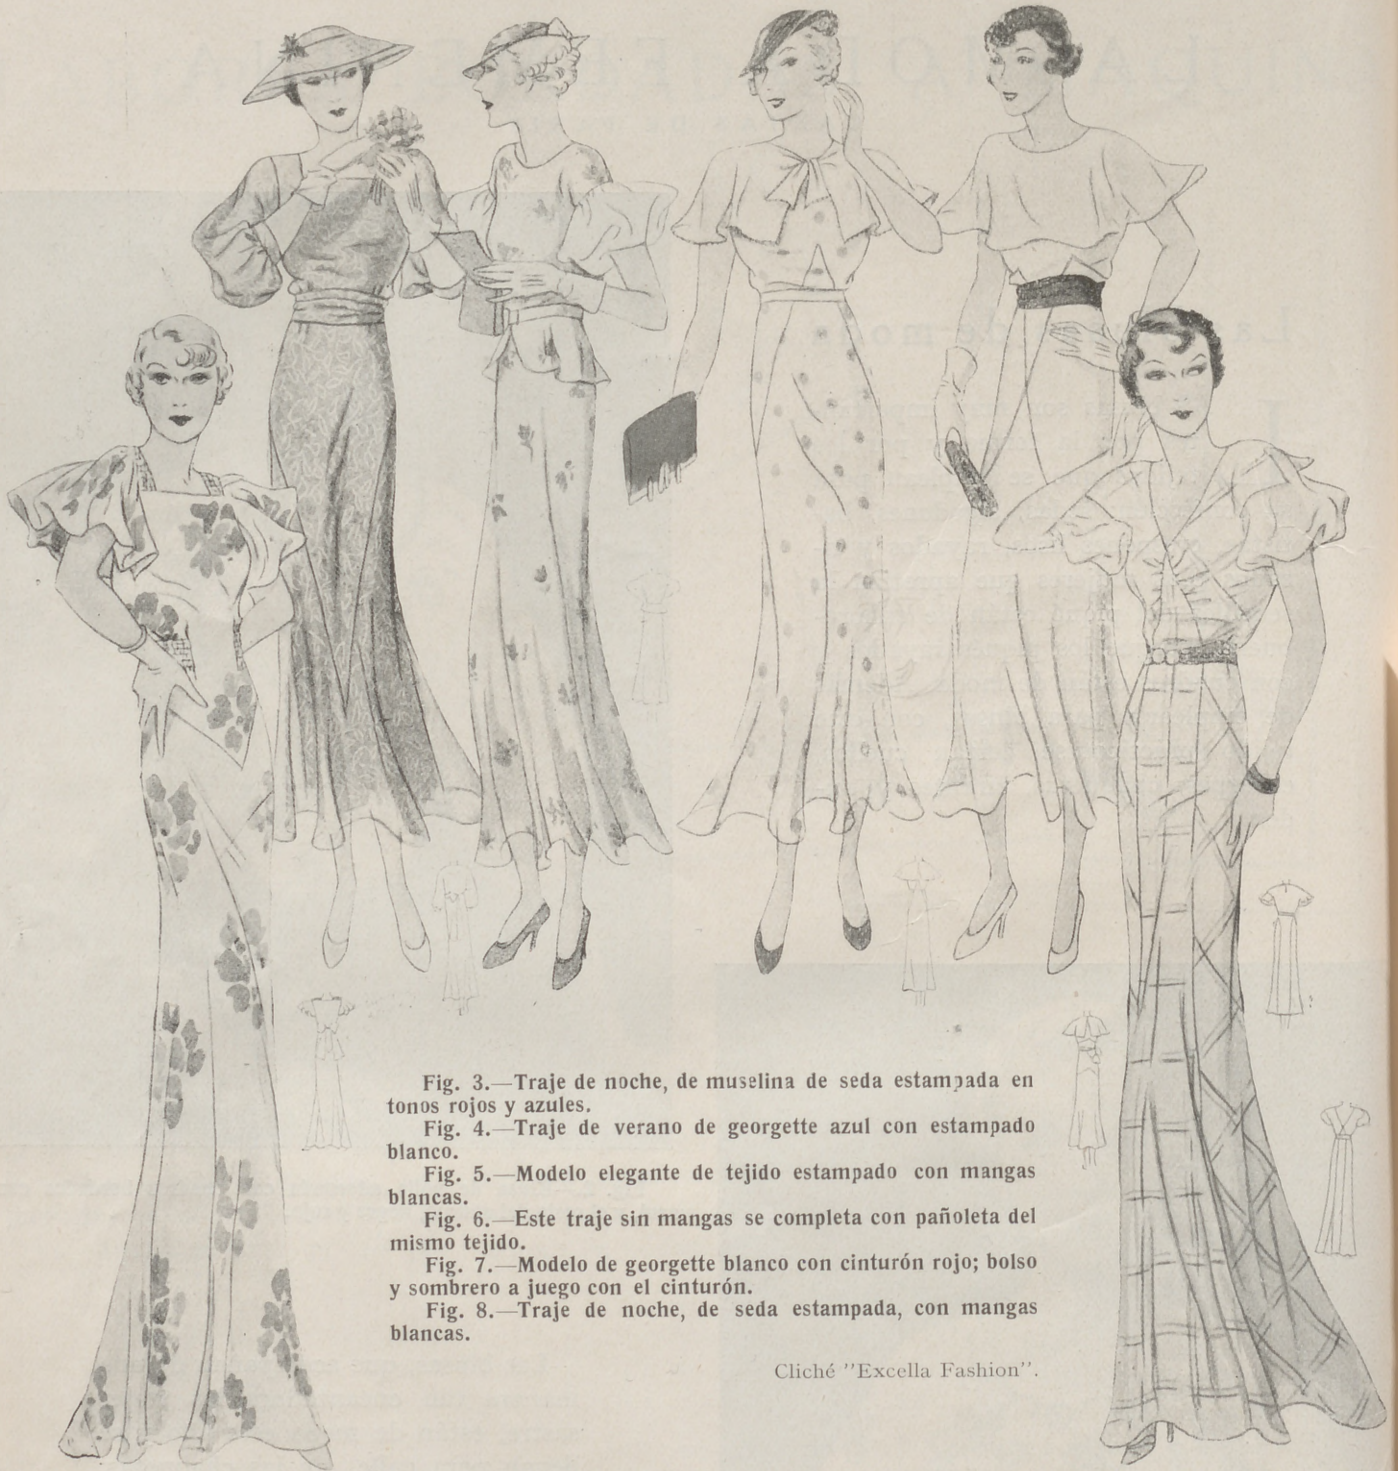 Fig. 3.—Traje de noche, de muselina de seda estampada en
tonos rojos y azules.
Fig. 4.—Traje de verano de georgette azul con estampado
blanco.
Fig. 5.—Modelo elegante de tejido estampado con mangas
blancas.
Fig. 6.—Este traje sin mangas se completa con pañoleta del
mismo tejido.
Fig. 7.—Modelo de georgette blanco con cinturón rojo; bolso
y sombrero a juego con el cinturón.
Fig. 8.—Traje de noche, de seda estampada, con mangas
blancas.
Cliché "Excella Fashion".